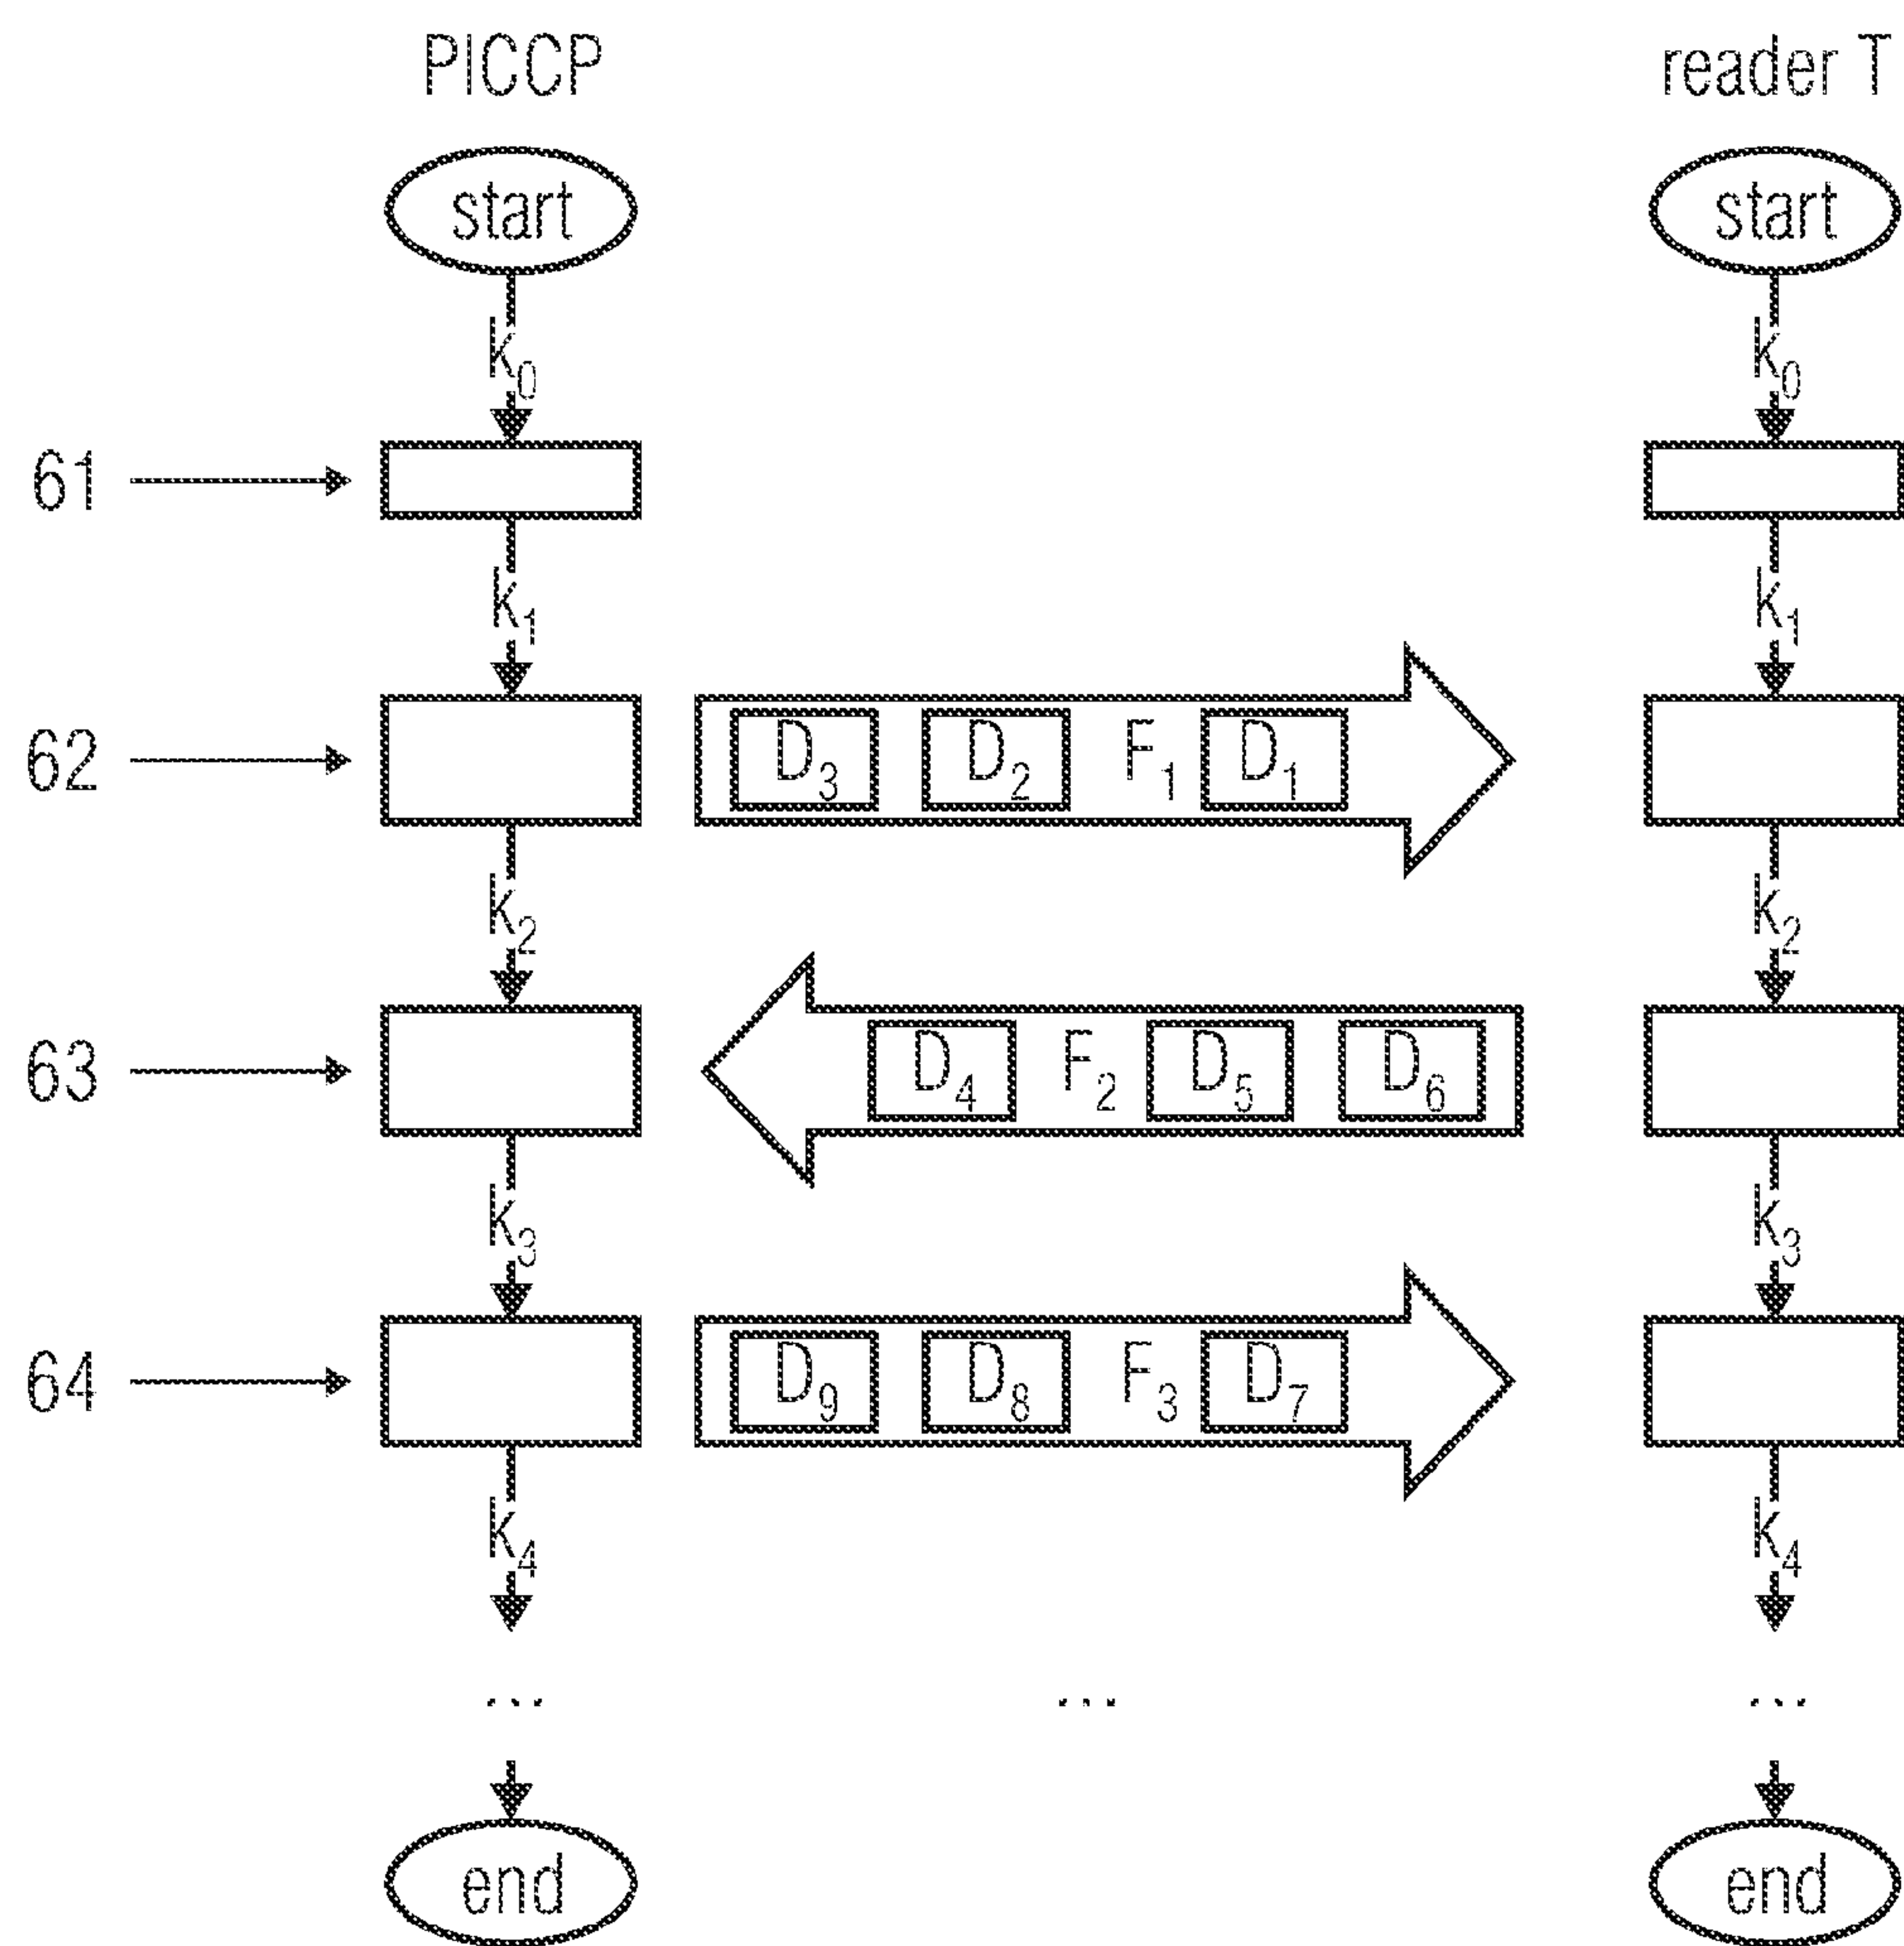 PICCP reader T
start start
k₀ k₀
61
k₁ k₁
62 D₃ D₂ F₁ D₁
k₂ k₂
63 D₄ F₂ D₅ D₆
k₃ k₃
64 D₉ D₈ F₃ D₇
k₄ k₄
... ... ...
end end